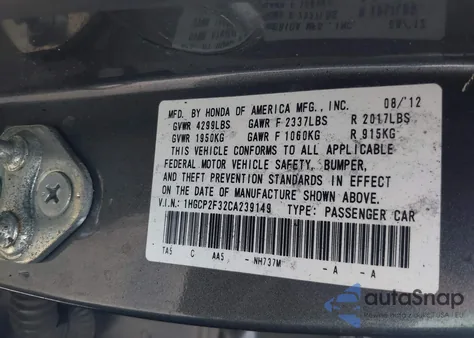 MFD. BY HONDA OF AMERICA MFG., INC. 08/12
GVWR 4299LBS GAWR F 2337LBS R 2017LBS
GVWR 1950KG GAWR F 1060KG R 915KG
THIS VEHICLE CONFORMS TO ALL APPLICABLE
FEDERAL MOTOR VEHICLE SAFETY, BUMPER,
AND THEFT PREVENTION STANDARDS IN EFFECT
ON THE DATE OF MANUFACTURE SHOWN ABOVE.
V.I.N.: 1HGCP2F32CA239149 TYPE: PASSENGER CAR
TA5 C AA5 -NH737M -A -A
autoSnap